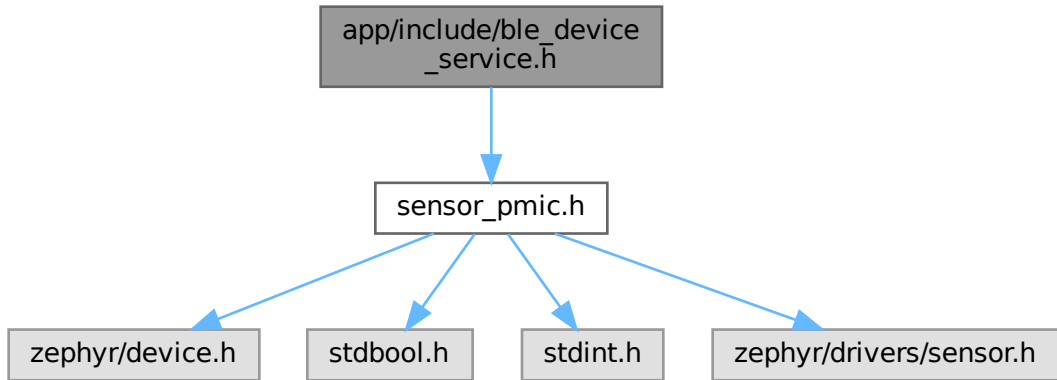 app/include/ble_device
_service.h
sensor_pmic.h
zephyr/device.h
stdbool.h
stdint.h
zephyr/drivers/sensor.h